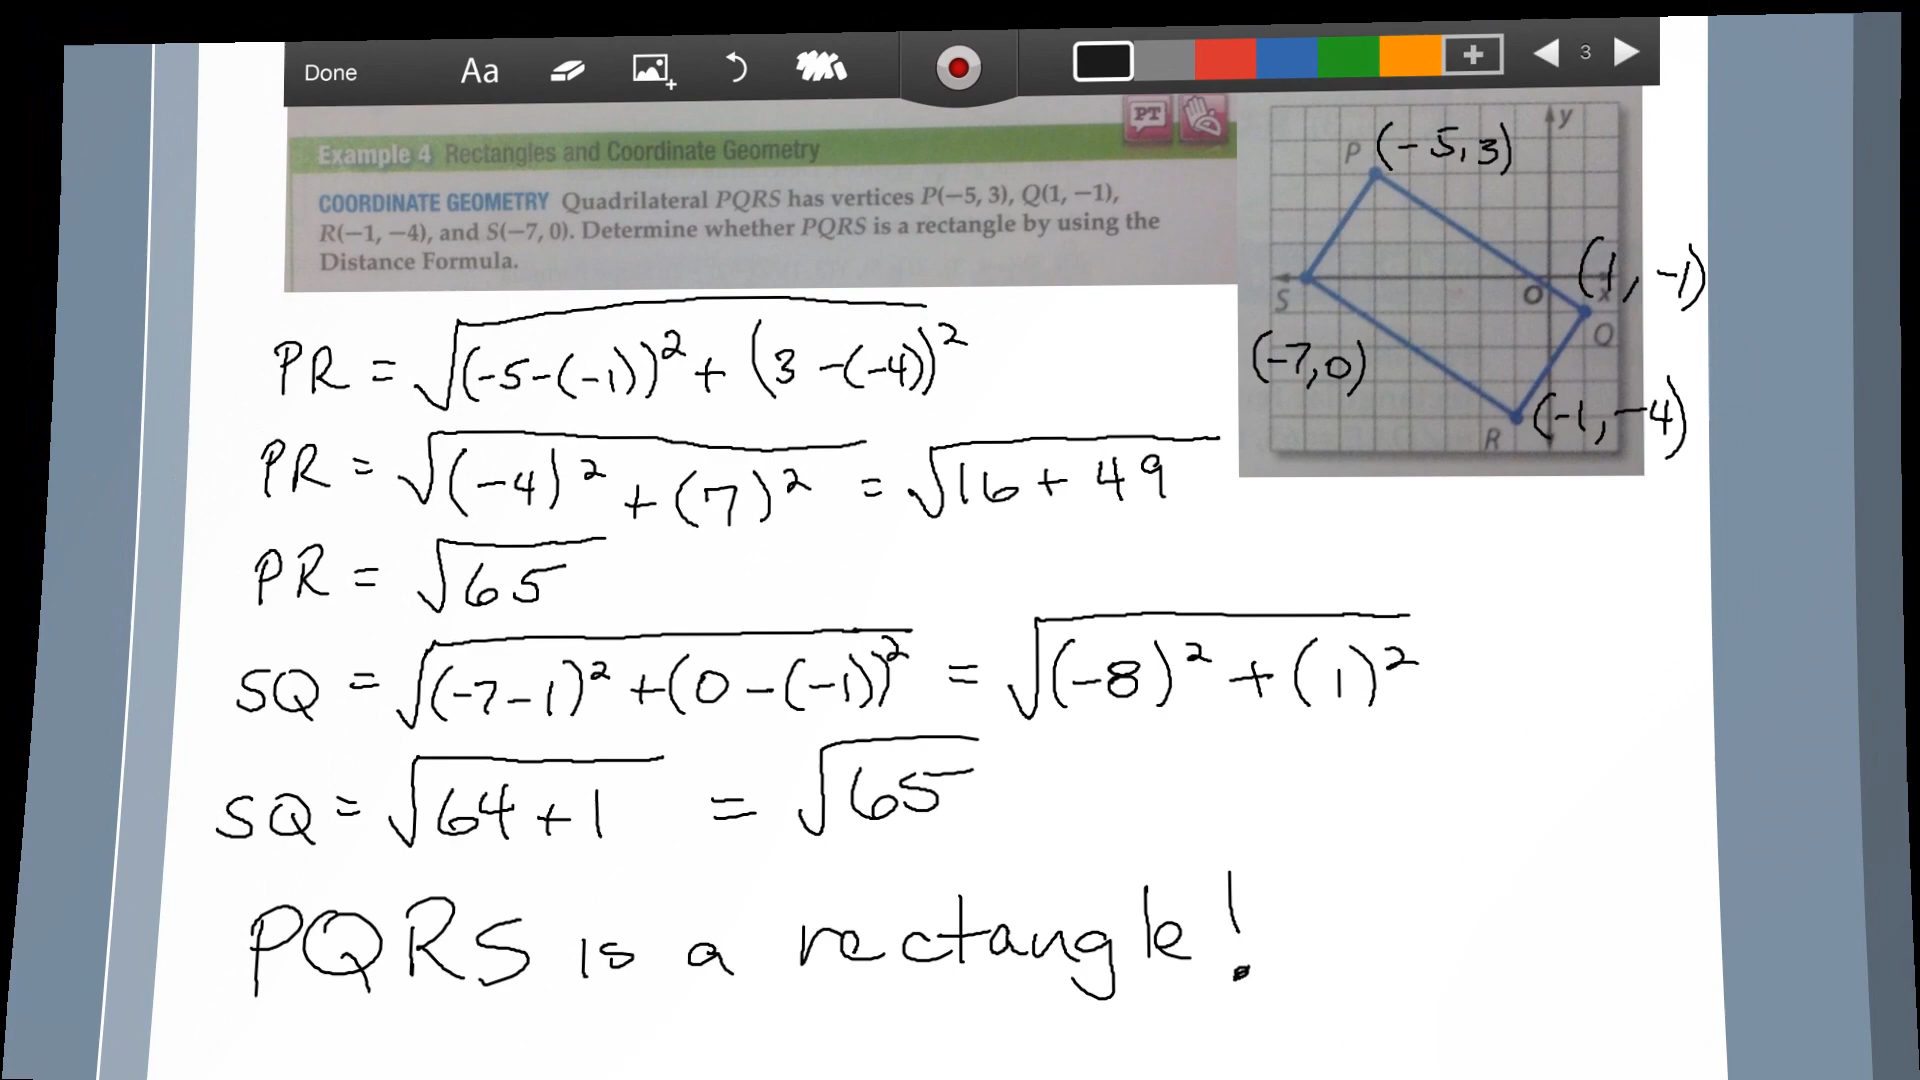 Done Aa 3
PT
Example 4 Rectangles and Coordinate Geometry
COORDINATE GEOMETRY Quadrilateral PQRS has vertices P(−5, 3), Q(1, −1),
R(−1, −4), and S(−7, 0). Determine whether PQRS is a rectangle by using the
Distance Formula.
y
P (-5,3)
(1, -1)
S O x
Q
(-7,0)
R (-1, -4)
PR = √(-5-(-1))² + (3-(-4))²
PR = √(-4)² + (7)² = √16 + 49
PR = √65
SQ = √(-7-1)² + (0-(-1))² = √(-8)² + (1)²
SQ = √64+1 = √65
PQRS is a rectangle!